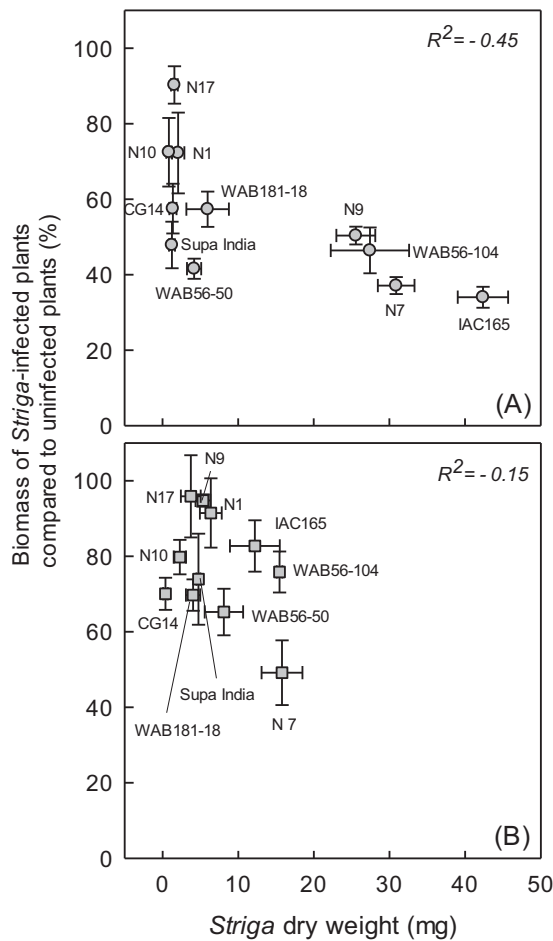 Biomass of Striga-infected plants
compared to uninfected plants (%)
100
80
60
40
20
0
R2= - 0.45
N17
N10
N1
CG14
WAB181-18
Supa India
WAB56-50
N9
WAB56-104
N7
IAC165
(A)
100
80
60
40
20
0
R2= - 0.15
N9
N17
N1
IAC165
N10
WAB56-104
CG14
WAB56-50
Supa India
WAB181-18
N 7
(B)
0 10 20 30 40 50
Striga dry weight (mg)